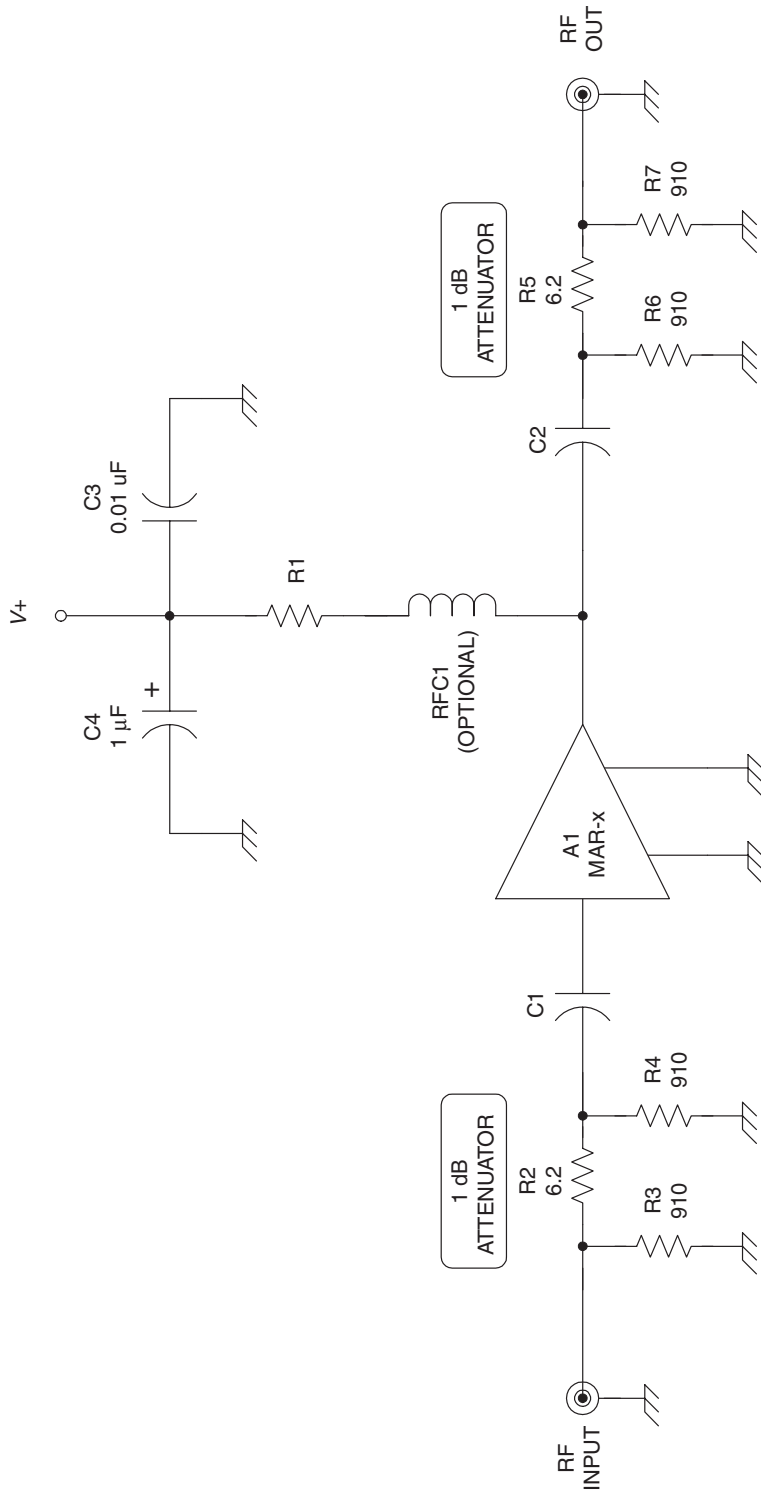 V+
C4
1 μF
+
C3
0.01 uF
R1
RFC1
(OPTIONAL)
1 dB
ATTENUATOR
1 dB
ATTENUATOR
RF
INPUT
R2
6.2
R3
910
R4
910
C1
A1
MAR-x
C2
R5
6.2
R6
910
R7
910
RF
OUT